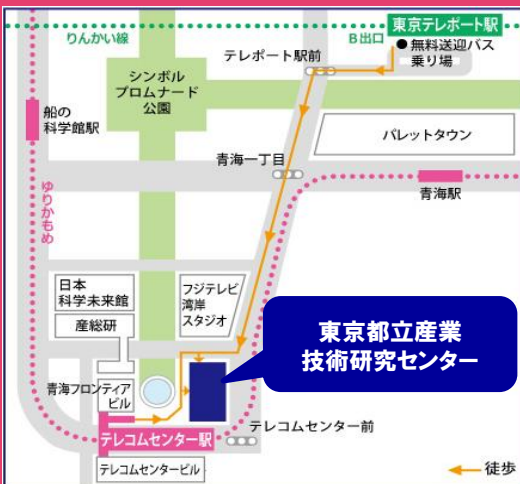 東京テレポート駅
りんかい線
B出口
●無料送迎バス
乗り場
テレポート駅前
シンボル
プロムナード
公園
船の
科学館駅
パレットタウン
青海一丁目
青海駅
ゆりかもめ
日本
科学未来館
産総研
フジテレビ
湾岸
スタジオ
東京都立産業
技術研究センター
青海フロンティア
ビル
テレコムセンター駅
テレコムセンター前
テレコムセンタービル
徒歩